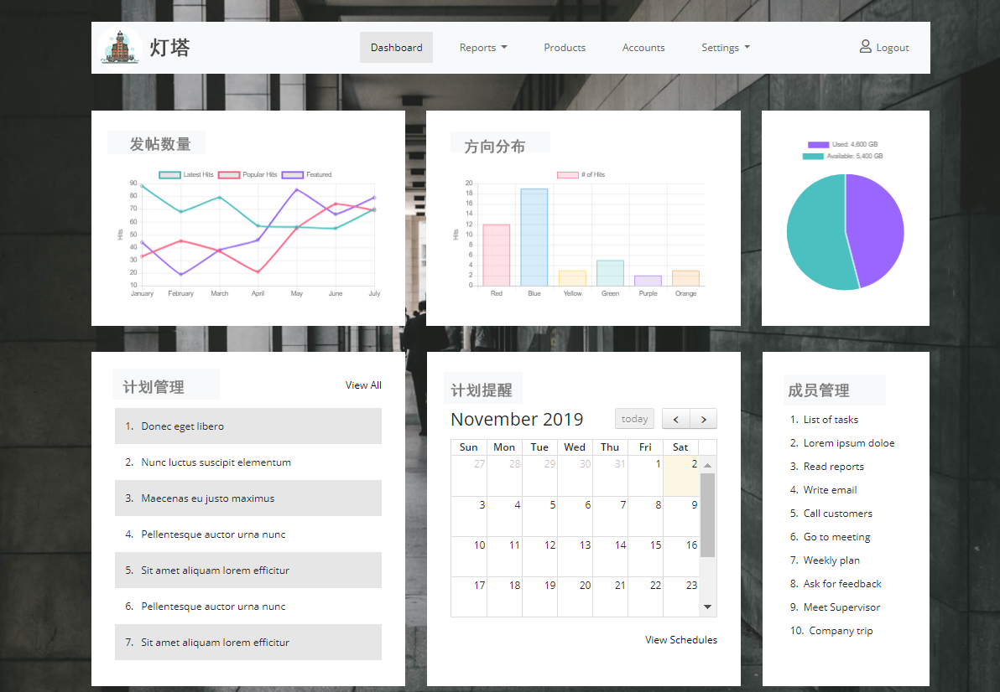 灯塔
Dashboard Reports Products Accounts Settings Logout
发帖数量
Latest Hits Popular Hits Featured
90
80
70
60
50
40
30
20
10
Hits
January February March April May June July
方向分布
# of Hits
20
18
16
14
12
10
8
6
4
2
0
Hits
Red Blue Yellow Green Purple Orange
Used: 4,600 GB
Available: 5,400 GB
计划管理
View All
1. Donec eget libero
2. Nunc luctus suscipit elementum
3. Maecenas eu justo maximus
4. Pellentesque auctor urna nunc
5. Sit amet aliquam lorem efficitur
6. Pellentesque auctor urna nunc
7. Sit amet aliquam lorem efficitur
计划提醒
November 2019 today
Sun Mon Tue Wed Thu Fri Sat
27 28 29 30 31 1 2
3 4 5 6 7 8 9
10 11 12 13 14 15 16
17 18 19 20 21 22 23
View Schedules
成员管理
1. List of tasks
2. Lorem ipsum doloe
3. Read reports
4. Write email
5. Call customers
6. Go to meeting
7. Weekly plan
8. Ask for feedback
9. Meet Supervisor
10. Company trip